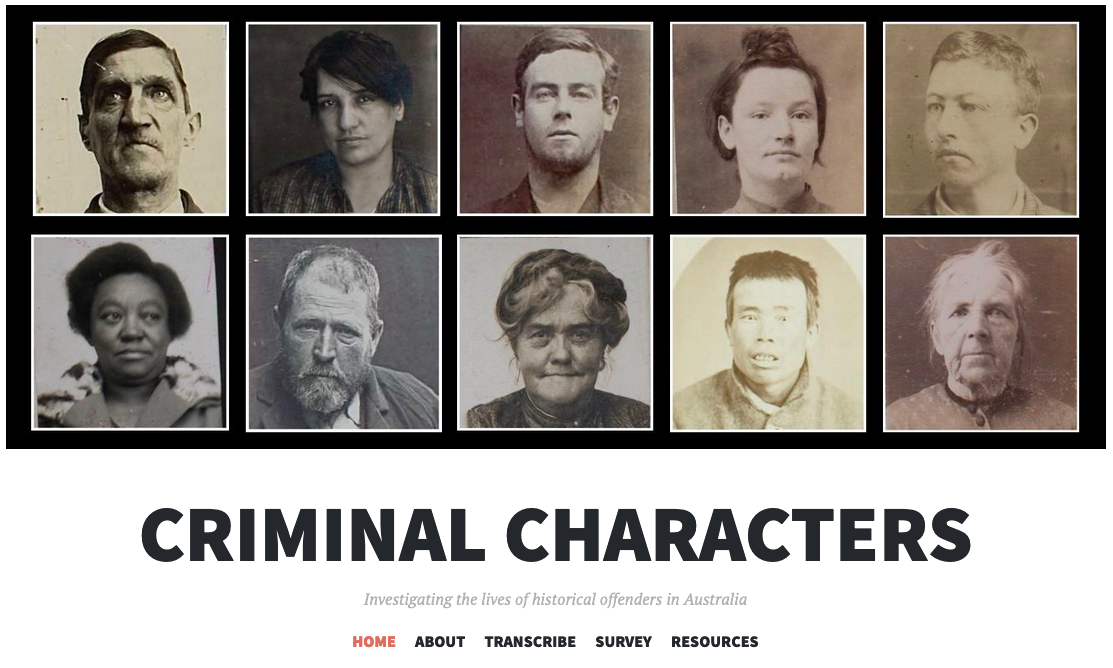 CRIMINAL CHARACTERS
Investigating the lives of historical offenders in Australia
HOME ABOUT TRANSCRIBE SURVEY RESOURCES